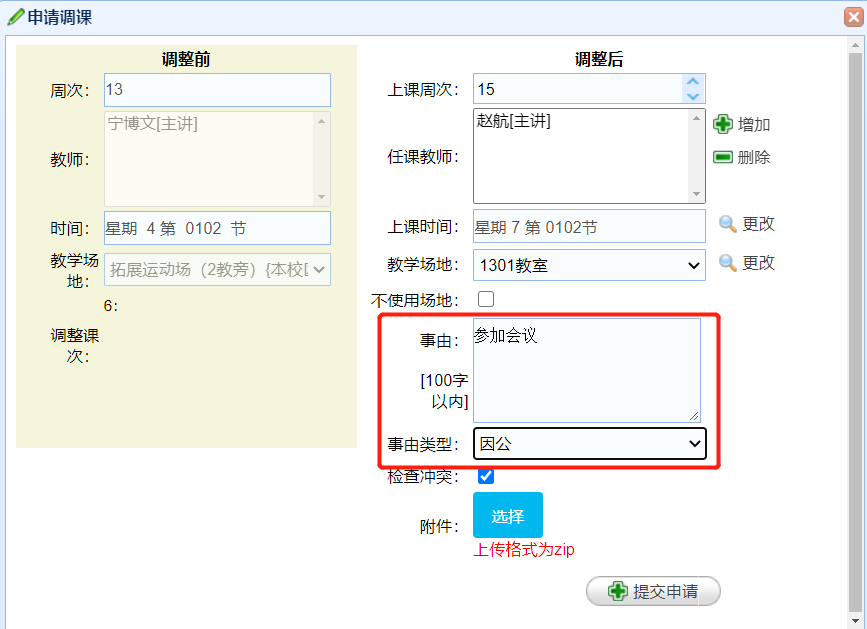 申请调课
调整前
周次： 13
教师： 宁博文[主讲]
时间： 星期 4 第 0102 节
教学场地： 拓展运动场（2教旁）{本校区
6:
调整课次：
调整后
上课周次： 15
任课教师： 赵航[主讲]
增加
删除
上课时间： 星期 7 第 0102节 更改
教学场地： 1301教室 更改
不使用场地：
事由： 参加会议
[100字
以内]
事由类型： 因公
检查冲突：
附件： 选择
上传格式为zip
提交申请